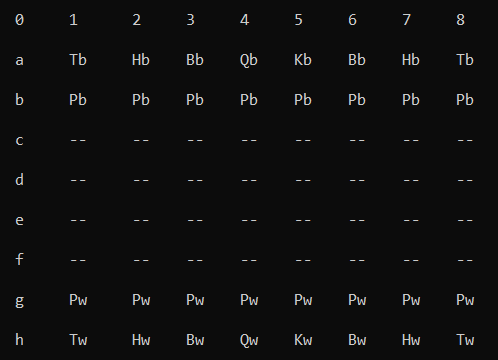 0 1 2 3 4 5 6 7 8
a Tb Hb Bb Qb Kb Bb Hb Tb
b Pb Pb Pb Pb Pb Pb Pb Pb
c -- -- -- -- -- -- -- --
d -- -- -- -- -- -- -- --
e -- -- -- -- -- -- -- --
f -- -- -- -- -- -- -- --
g Pw Pw Pw Pw Pw Pw Pw Pw
h Tw Hw Bw Qw Kw Bw Hw Tw